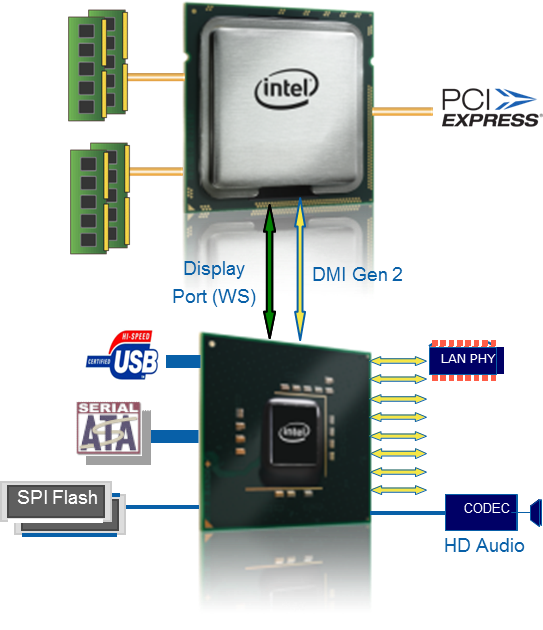 intel
PCI
EXPRESS®
Display
Port (WS)
DMI Gen 2
HI-SPEED
CERTIFIED
USB
LAN PHY
SERIAL
ATA
intel
SPI Flash
CODEC
HD Audio